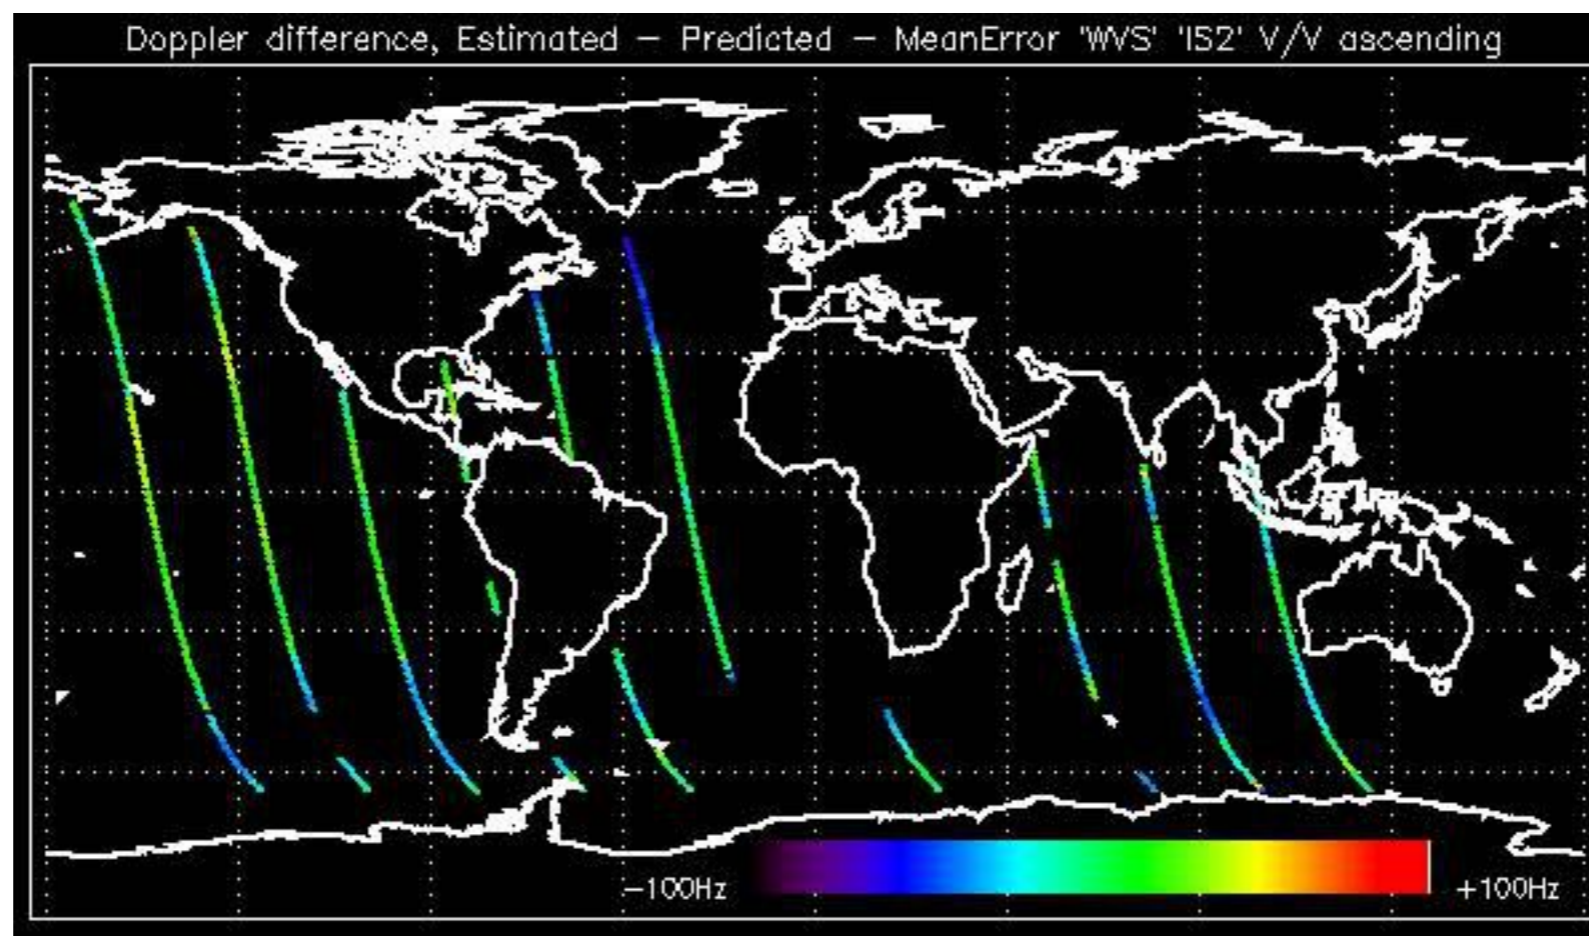 Doppler difference, Estimated — Predicted — MeanError 'WVS' 'IS2' V/V ascending
−100Hz
+100Hz